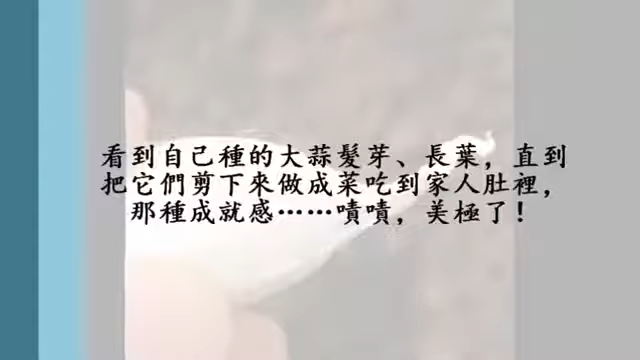 看到自己種的大蒜髮芽、長葉，直到
把它們剪下來做成菜吃到家人肚裡，
那種成就感……嘖嘖，美極了！